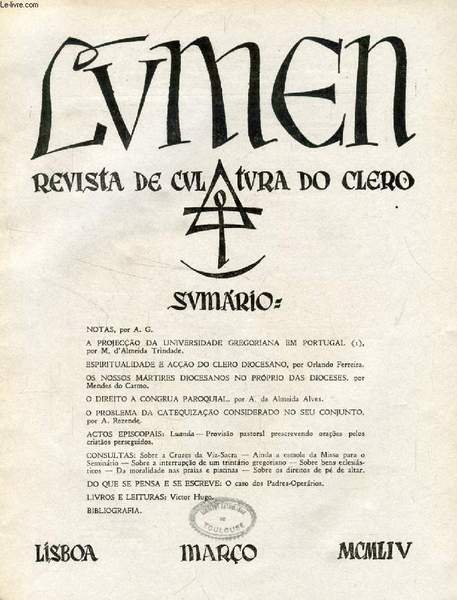 Le-livre.com
LVMEN
REVISTA DE CVLTVRA DO CLERO
SVMÁRIO:
NOTAS, por A. G.
A PROJECÇÃO DA UNIVERSIDADE GREGORIANA EM PORTUGAL (1),
por M. d'Almeida Trindade.
ESPIRITUALIDADE E ACÇÃO DO CLERO DIOCESANO, por Orlando Ferreira.
OS NOSSOS MÁRTIRES DIOCESANOS NO PRÓPRIO DAS DIOCESES, por
Mendes do Carmo.
O DIREITO A CONGRUA PAROQUIAL, por A. da Almeida Alves.
O PROBLEMA DA CATEQUIZAÇÃO CONSIDERADO NO SEU CONJUNTO,
por A. Rezende.
ACTOS EPISCOPAIS: — Provisão pastoral prescrevendo orações pelos
cristãos perseguidos.
CONSULTAS: Sobre a Cruzes da Via-Sacra — Ainda a esmola da Missa para o
Seminário — Sobre a interrupção de um trintário gregoriano — Sobre bens eclesiás-
ticos — Da moralidade nas praias e piscinas — Sobre os direitos de pé de altar.
DO QUE SE PENSA E SE ESCREVE: O caso dos Padres-Operários.
LIVROS E LEITURAS: Victor Hugo.
BIBLIOGRAFIA.
DE
TOULOUSE
LISBOA MARÇO MCMLIV